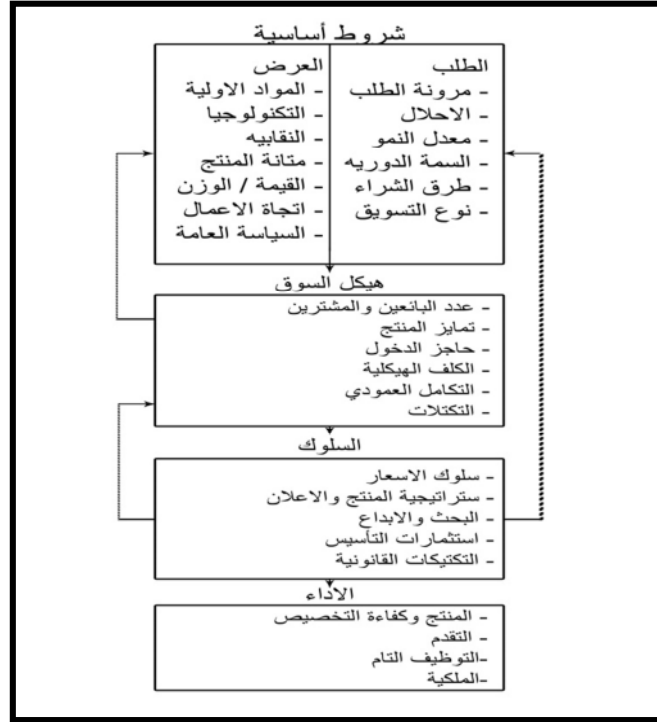 شروط أساسية
الطلب
- مرونة الطلب
- الاحلال
- معدل النمو
- السمة الدوريه
- طرق الشراء
- نوع التسويق
العرض
- المواد الاولية
- التكنولوجيا
- النقابيه
- متانة المنتج
- القيمة / الوزن
- اتجاة الاعمال
- السياسة العامة
هيكل السوق
- عدد البائعين والمشترين
- تمايز المنتج
- حاجز الدخول
- الكلف الهيكلية
- التكامل العمودي
- التكتلات
السلوك
- سلوك الاسعار
- ستراتيجية المنتج والاعلان
- البحث والابداع
- استثمارات التأسيس
- التكتيكات القانونية
الاداء
- المنتج وكفاءة التخصيص
- التقدم
-التوظيف التام
-الملكية